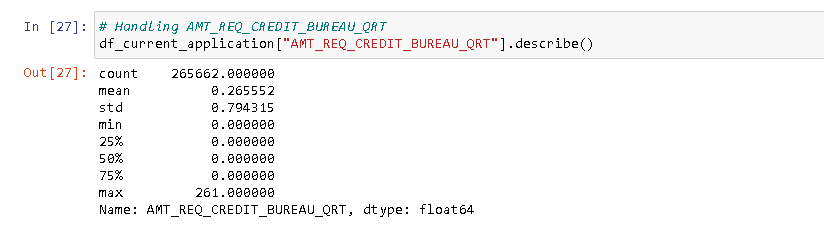 In [27]: # Handling AMT_REQ_CREDIT_BUREAU_QRT
df_current_application["AMT_REQ_CREDIT_BUREAU_QRT"].describe()
Out[27]: count    265662.000000
mean          0.265552
std           0.794315
min           0.000000
25%           0.000000
50%           0.000000
75%           0.000000
max         261.000000
Name: AMT_REQ_CREDIT_BUREAU_QRT, dtype: float64